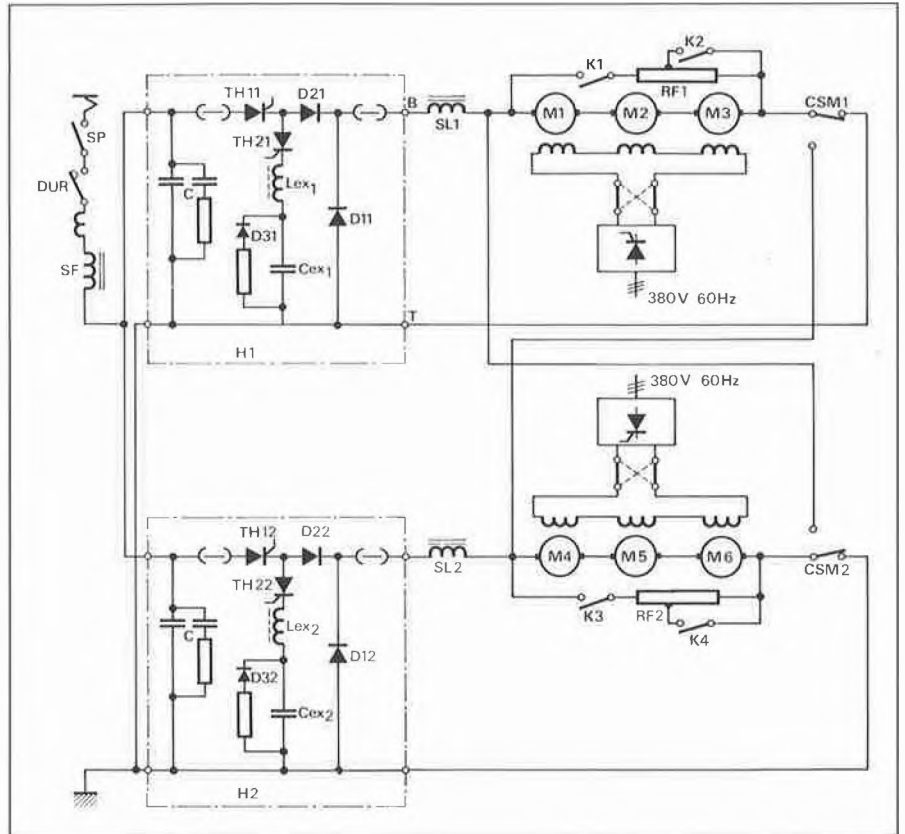 K2
K1
RF1
TH11
D21
B
SL1
M1
M2
M3
CSM1
SP
TH21
DUR
C
Lex1
D31
D11
Cex1
SF
380V 60Hz
T
H1
380V 60Hz
TH12
D22
SL2
M4
M5
M6
CSM2
TH22
Lex2
C
K3
RF2
K4
D32
D12
Cex2
H2